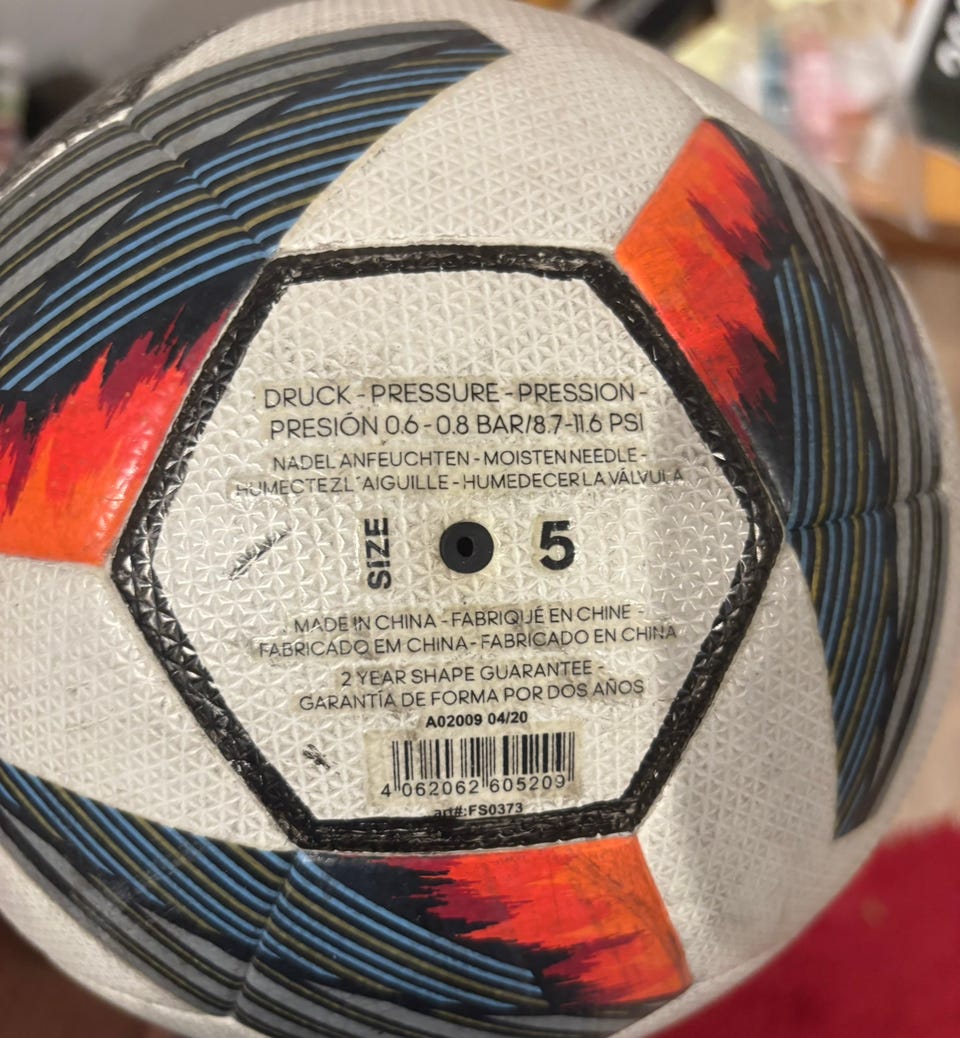 DRUCK - PRESSURE - PRESSION -
PRESIÓN 0.6 - 0.8 BAR/8.7-11.6 PSI
NADEL ANFEUCHTEN - MOISTEN NEEDLE -
HUMECTEZ L´AIGUILLE - HUMEDECER LA VÁLVULA
SIZE 5
MADE IN CHINA - FABRIQUÉ EN CHINE -
FABRICADO EM CHINA - FABRICADO EN CHINA
2 YEAR SHAPE GUARANTEE -
GARANTÍA DE FORMA POR DOS AÑOS
A02009 04/20
4 062062 605209
art#:FS0373